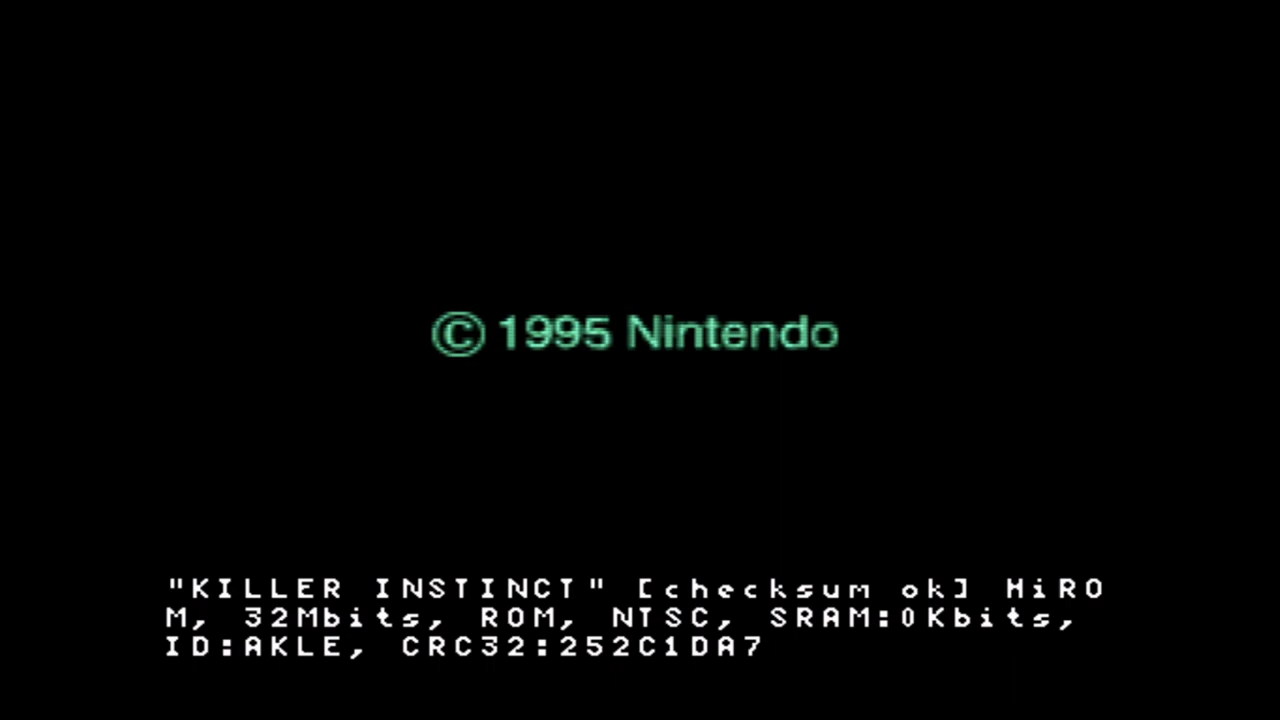 © 1995 Nintendo
"KILLER INSTINCT" [checksum ok] HiRO
M, 32Mbits, ROM, NTSC, SRAM:0Kbits,
ID:AKLE, CRC32:252C1DA7